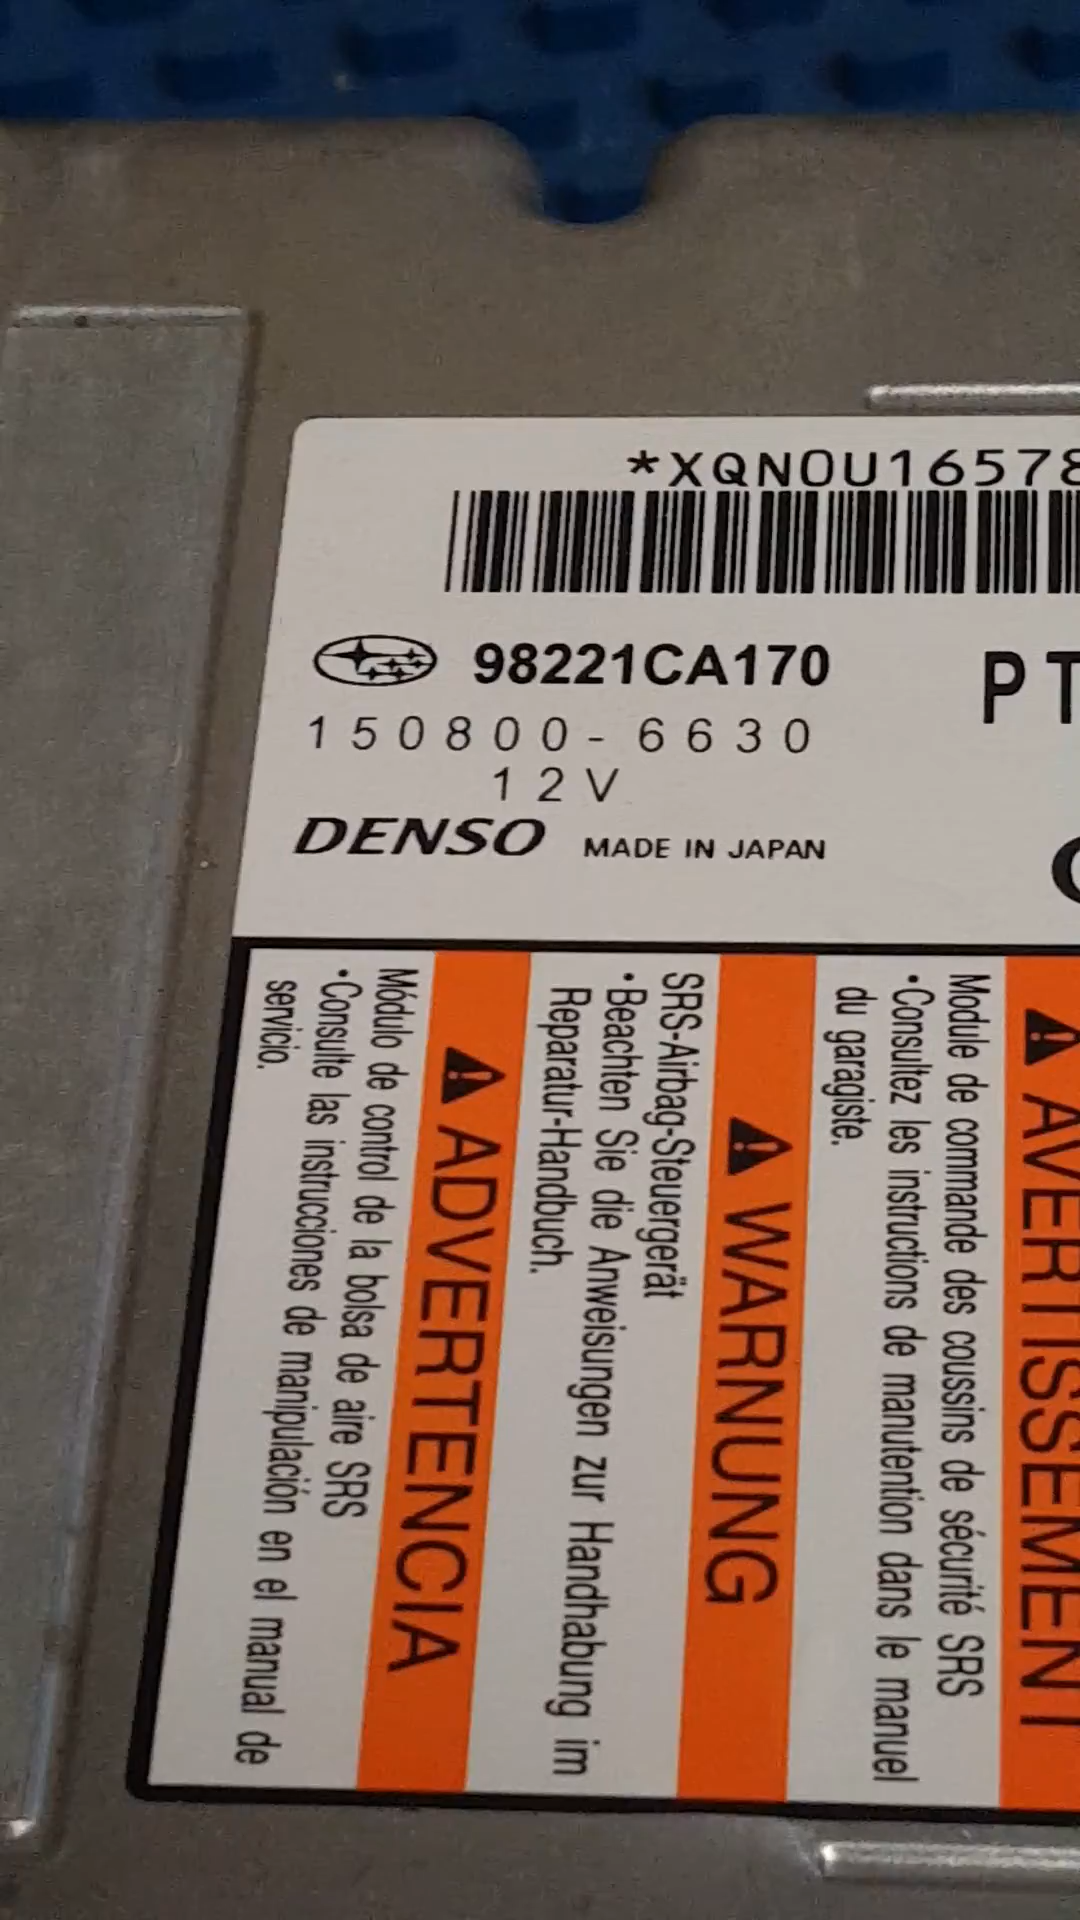 *XQN0U16578
98221CA170
PT
150800-6630
12V
DENSO MADE IN JAPAN
AVERTISSEMENT
Module de commande des coussins de sécurité SRS
•Consultez les instructions de manutention dans le manuel
du garagiste.
WARNUNG
SRS-Airbag-Steuergerät
•Beachten Sie die Anweisungen zur Handhabung im
Reparatur-Handbuch.
ADVERTENCIA
Módulo de control de la bolsa de aire SRS
•Consulte las instrucciones de manipulación en el manual de
servicio.